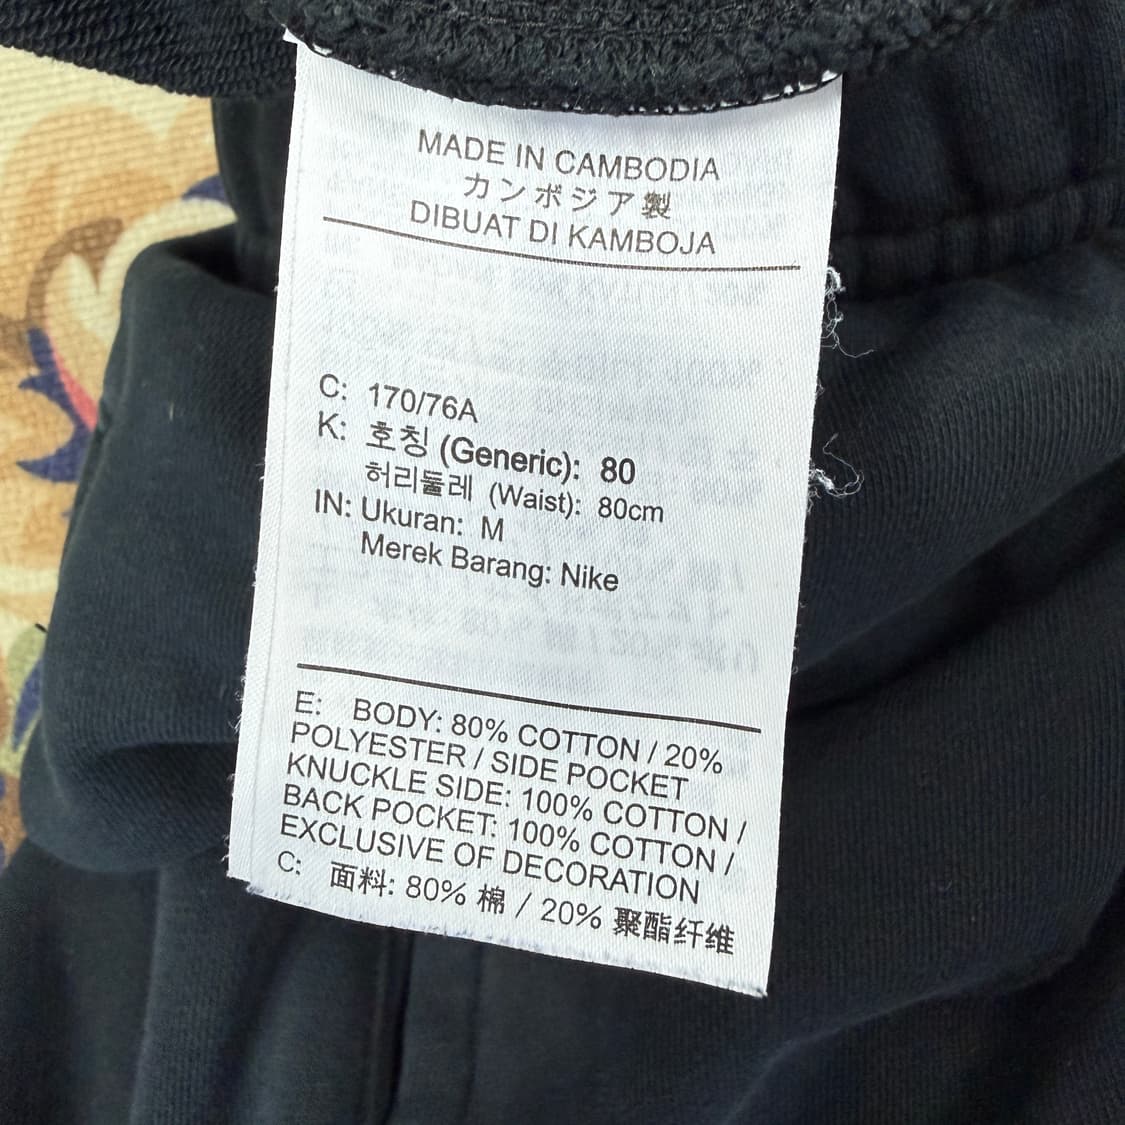 MADE IN CAMBODIA
カンボジア製
DIBUAT DI KAMBOJA
C: 170/76A
K: 호칭 (Generic): 80
허리둘레 (Waist): 80cm
IN: Ukuran: M
Merek Barang: Nike
E: BODY: 80% COTTON / 20%
POLYESTER / SIDE POCKET
KNUCKLE SIDE: 100% COTTON /
BACK POCKET: 100% COTTON /
EXCLUSIVE OF DECORATION
C: 面料: 80% 棉 / 20% 聚酯纤维